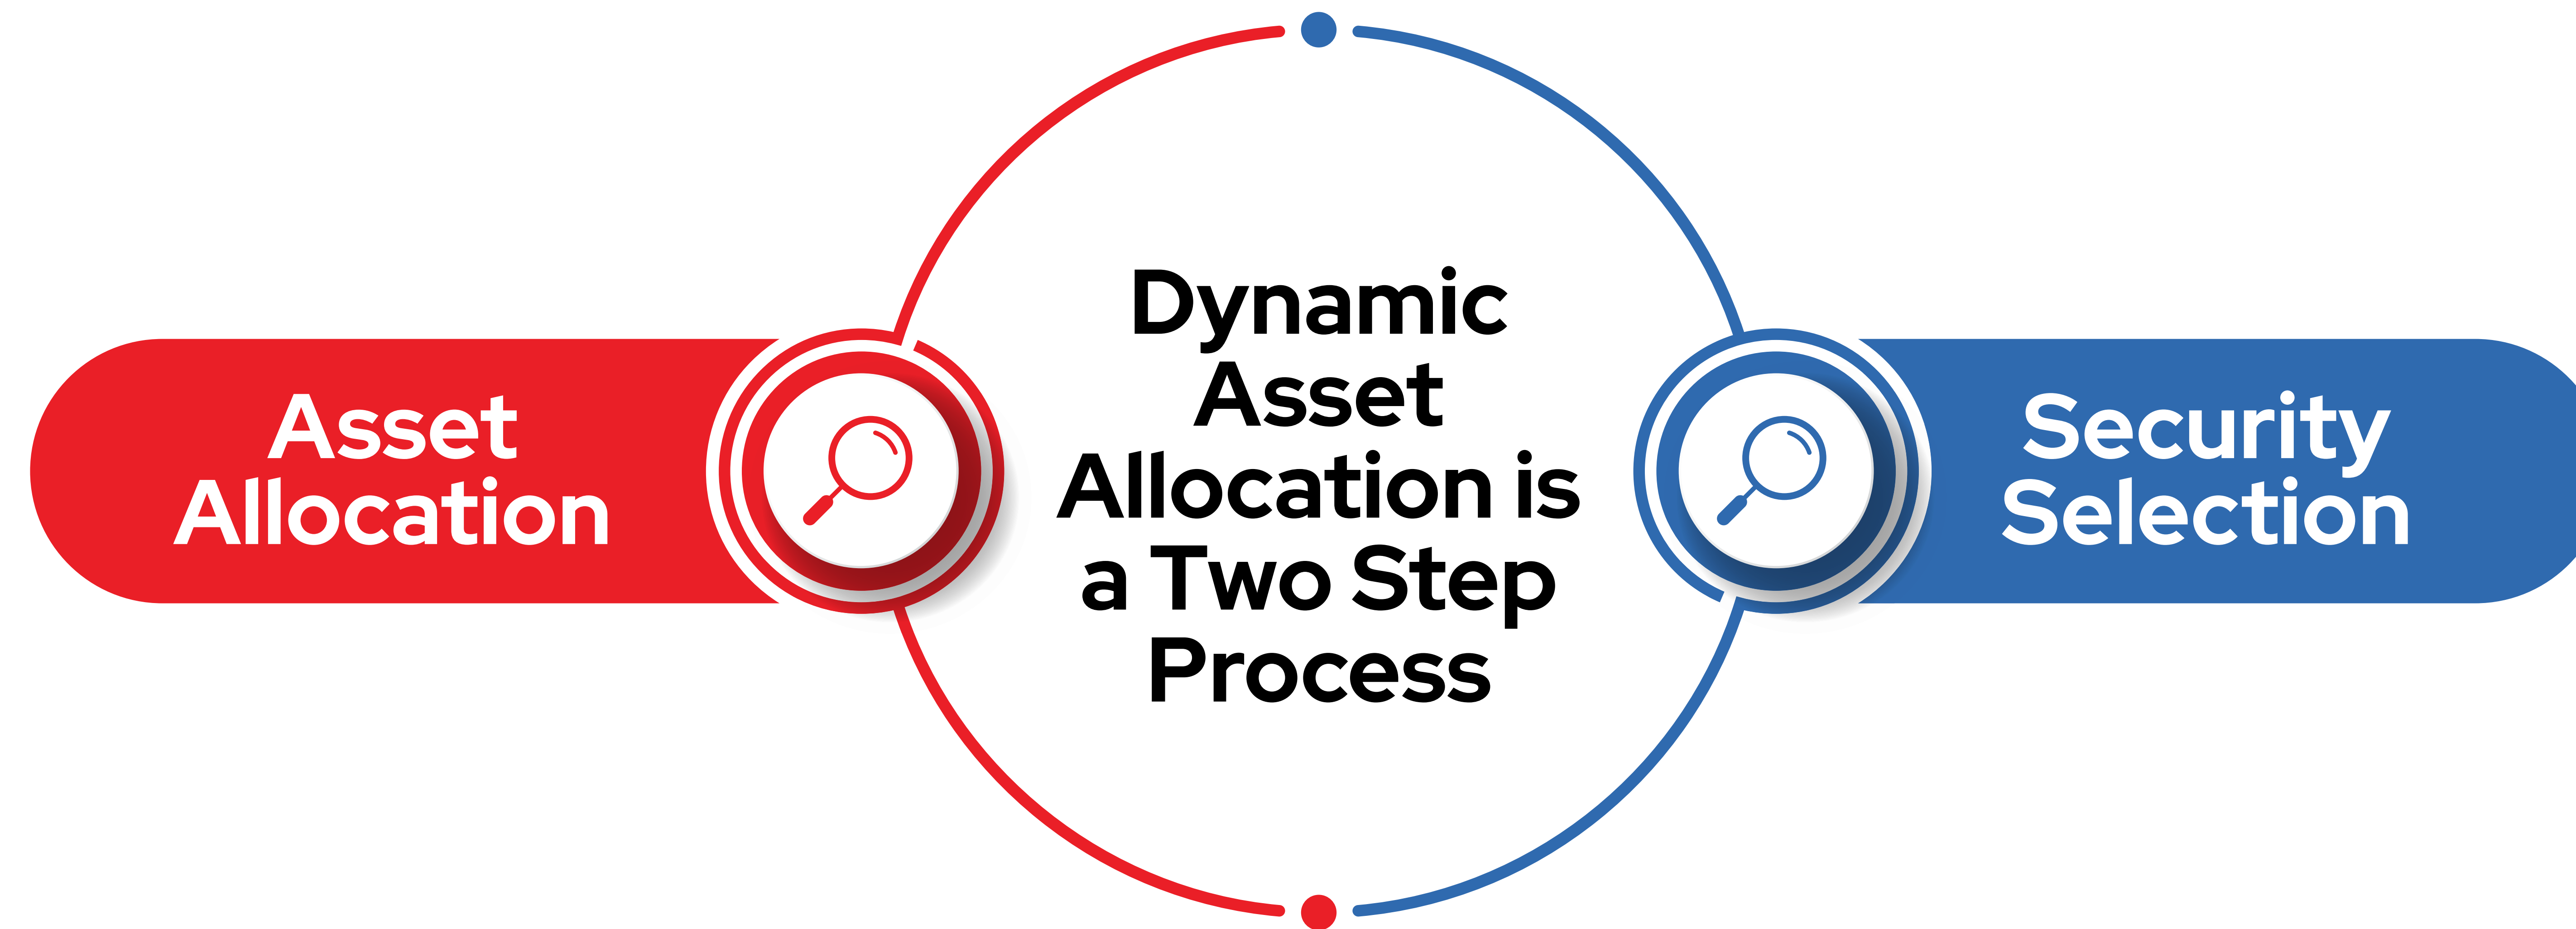 Asset
Allocation
Dynamic
Asset
Allocation is
a Two Step
Process
Security
Selection